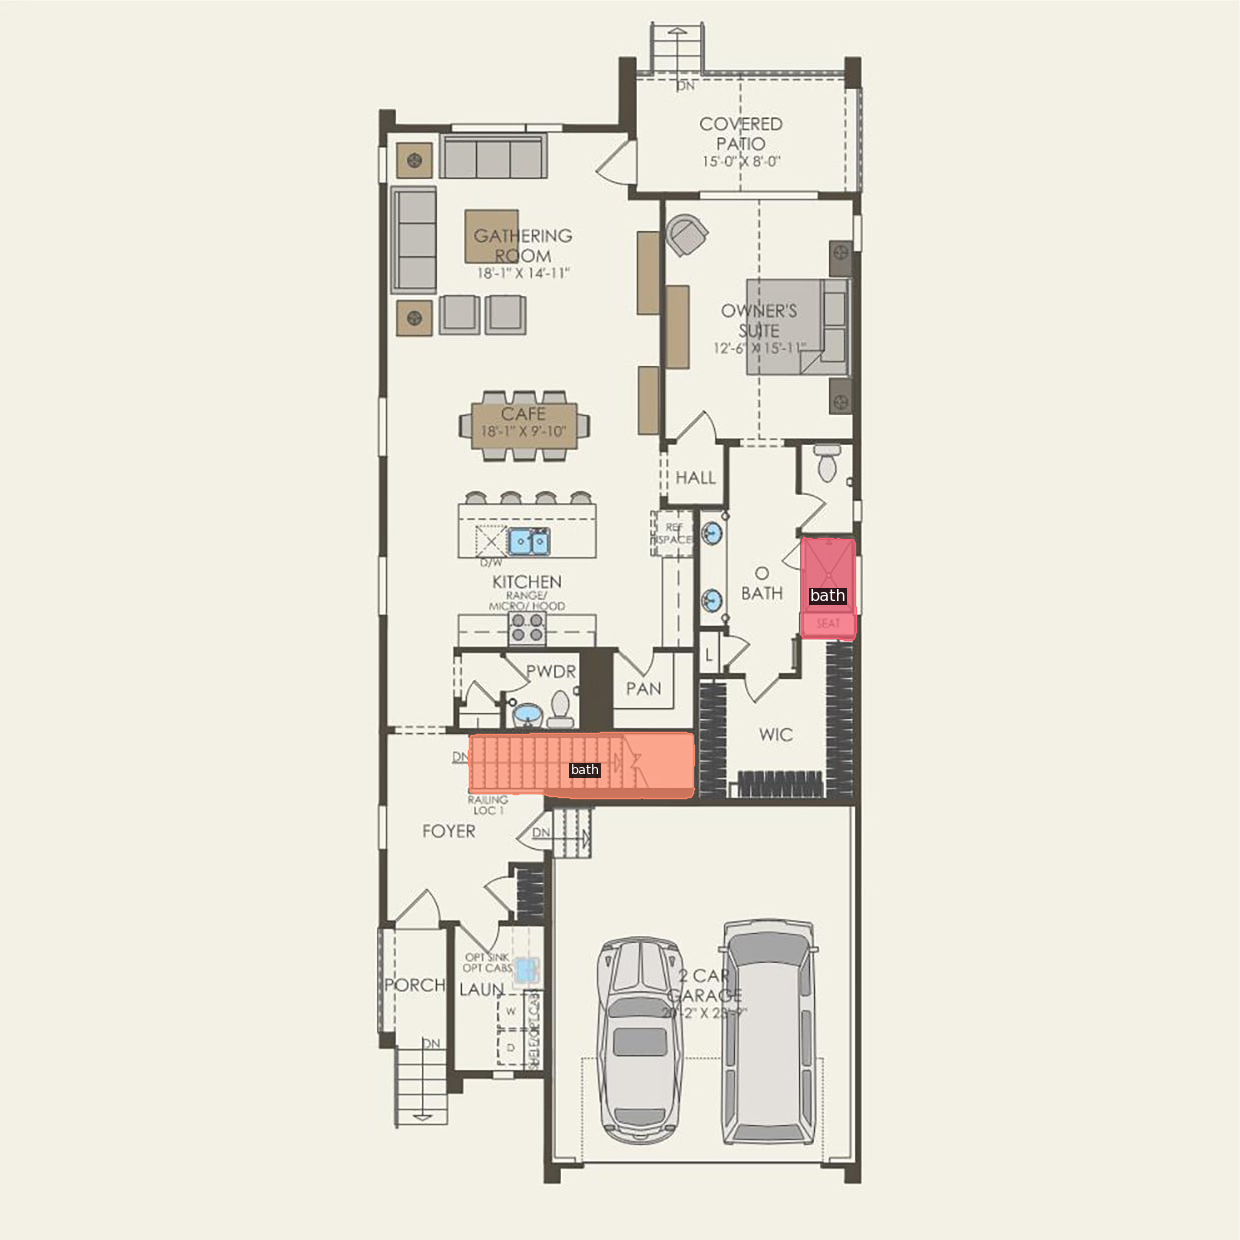 DN
COVERED
PATIO
15'-0" X 8'-0"
GATHERING
ROOM
18'-1" X 14'-11"
OWNER'S
SUITE
12'-6" X 15'-11"
CAFE
18'-1" X 9'-10"
HALL
REF
SPACE
D/W
KITCHEN
RANGE/
MICRO/ HOOD
O
BATH
bath
SEAT
L
PWDR
PAN
WIC
DN
bath
RAILING
LOC 1
FOYER
DN
OPT SINK
OPT CABS
PORCH
LAUN
W
D
SHELF/OPT CABS
DN
2 CAR
GARAGE
20'-2" X 23'-9"